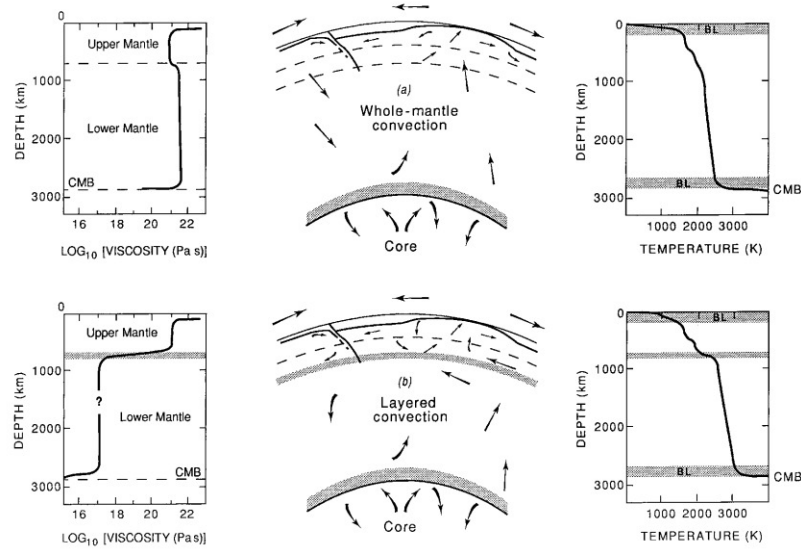 0
1000
2000
3000
DEPTH (km)
Upper Mantle
Lower Mantle
CMB
16 18 20 22
LOG₁₀ [VISCOSITY (Pa s)]
(a)
Whole-mantle
convection
Core
0
1000
2000
3000
DEPTH (km)
BL
BL
CMB
1000 2000 3000
TEMPERATURE (K)
0
1000
2000
3000
DEPTH (km)
Upper Mantle
?
Lower Mantle
CMB
16 18 20 22
LOG₁₀ [VISCOSITY (Pa s)]
(b)
Layered
convection
Core
0
1000
2000
3000
DEPTH (km)
BL
BL
CMB
1000 2000 3000
TEMPERATURE (K)